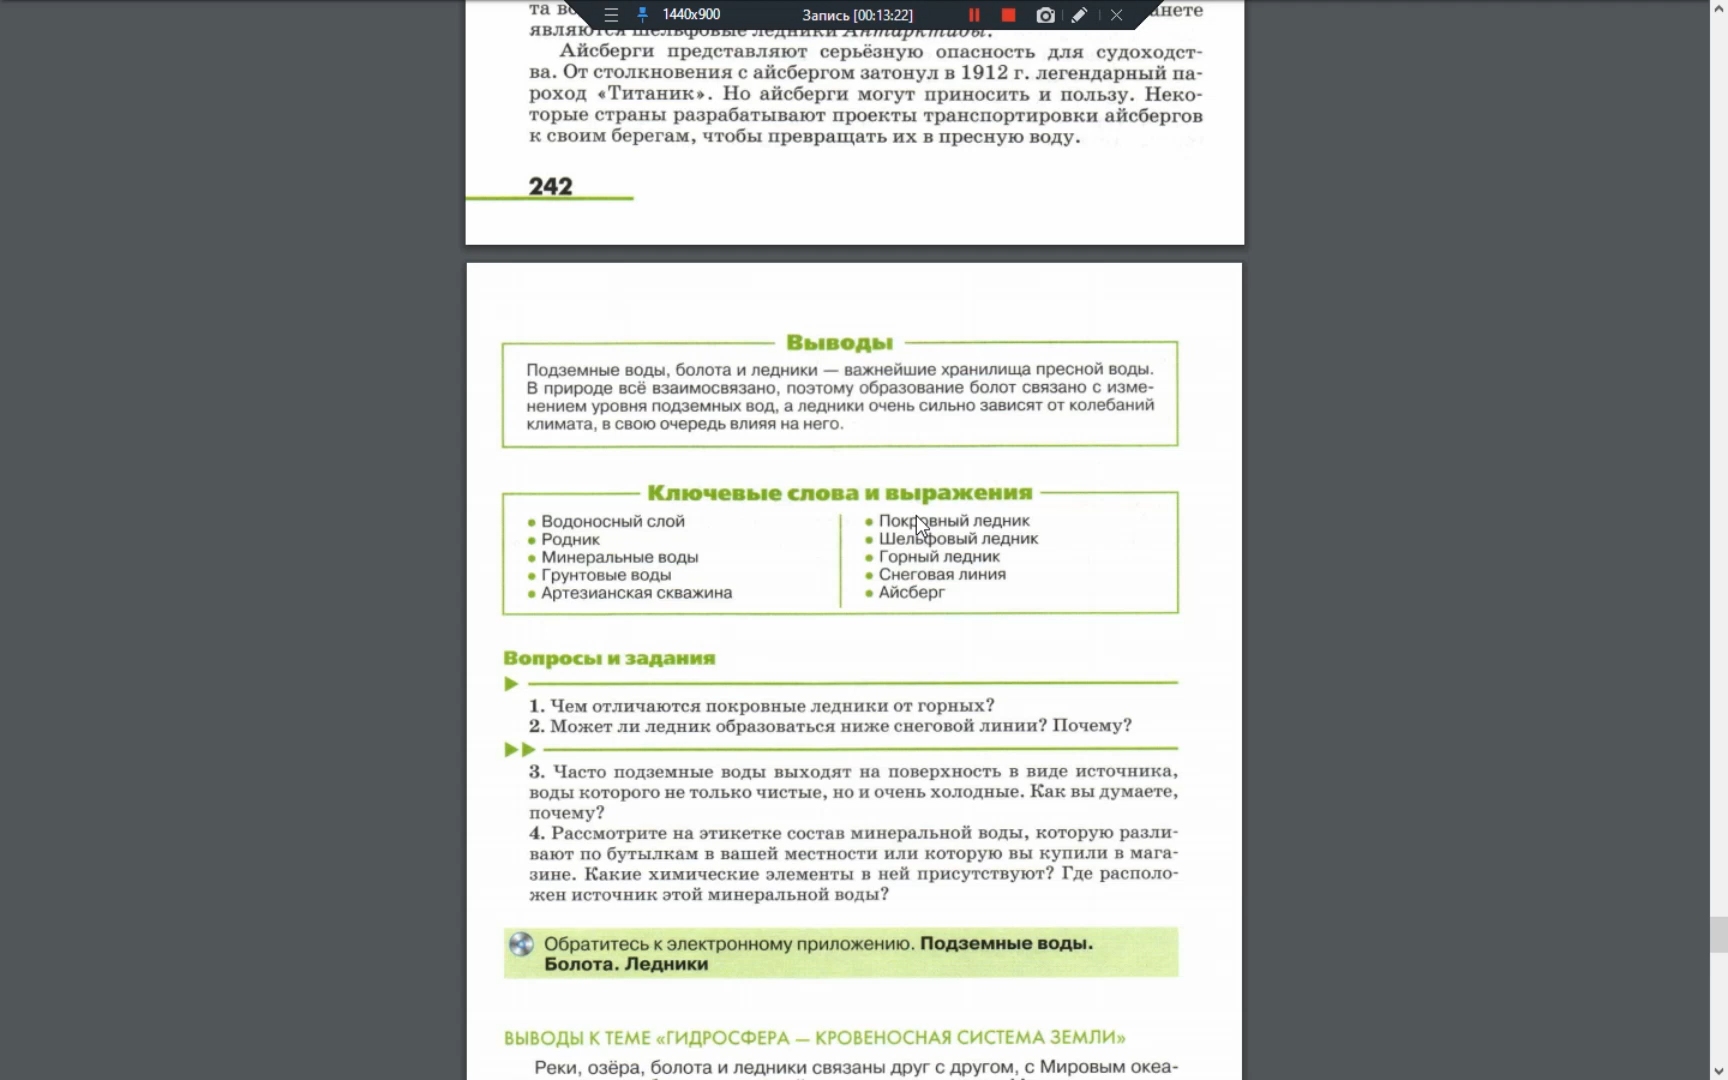 1440x900
Запись [00:13:22]
та
являются шельфовые ледники Антарктиды.
Айсберги представляют серьёзную опасность для судоходст-
ва. От столкновения с айсбергом затонул в 1912 г. легендарный па-
роход «Титаник». Но айсберги могут приносить и пользу. Неко-
торые страны разрабатывают проекты транспортировки айсбергов
к своим берегам, чтобы превращать их в пресную воду.
242
Выводы
Подземные воды, болота и ледники — важнейшие хранилища пресной воды.
В природе всё взаимосвязано, поэтому образование болот связано с изме-
нением уровня подземных вод, а ледники очень сильно зависят от колебаний
климата, в свою очередь влияя на него.
Ключевые слова и выражения
• Водоносный слой
• Родник
• Минеральные воды
• Грунтовые воды
• Артезианская скважина
• Покровный ледник
• Шельфовый ледник
• Горный ледник
• Снеговая линия
• Айсберг
Вопросы и задания
1. Чем отличаются покровные ледники от горных?
2. Может ли ледник образоваться ниже снеговой линии? Почему?
3. Часто подземные воды выходят на поверхность в виде источника,
воды которого не только чистые, но и очень холодные. Как вы думаете,
почему?
4. Рассмотрите на этикетке состав минеральной воды, которую разли-
вают по бутылкам в вашей местности или которую вы купили в мага-
зине. Какие химические элементы в ней присутствуют? Где располо-
жен источник этой минеральной воды?
Обратитесь к электронному приложению. Подземные воды.
Болота. Ледники
ВЫВОДЫ К ТЕМЕ «ГИДРОСФЕРА — КРОВЕНОСНАЯ СИСТЕМА ЗЕМЛИ»
Реки, озёра, болота и ледники связаны друг с другом, с Мировым океа-